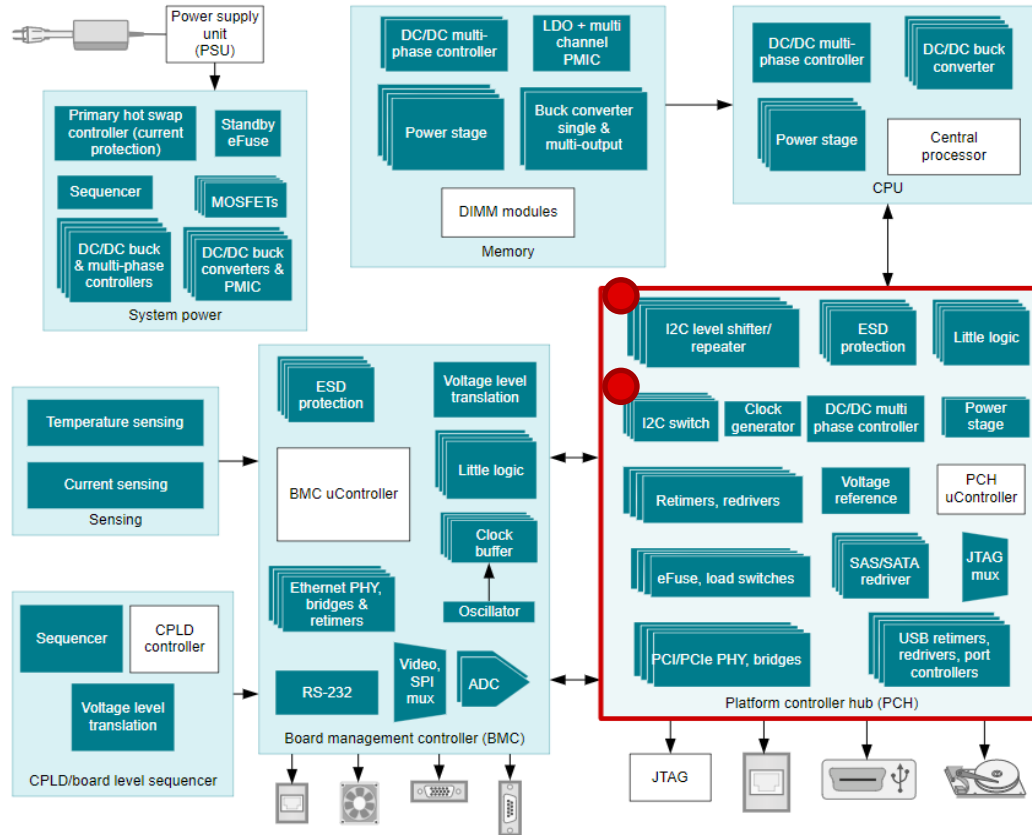 Power supply
unit
(PSU)
Primary hot swap
controller (current
protection)
Standby
eFuse
Sequencer
MOSFETs
DC/DC buck
& multi-phase
controllers
DC/DC buck
converters &
PMIC
System power
DC/DC multi-
phase controller
LDO + multi
channel
PMIC
Power stage
Buck converter
single &
multi-output
DIMM modules
Memory
DC/DC multi-
phase controller
DC/DC buck
converter
Power stage
Central
processor
CPU
Temperature sensing
Current sensing
Sensing
Sequencer
CPLD
controller
Voltage level
translation
CPLD/board level sequencer
ESD
protection
Voltage level
translation
BMC uController
Little logic
Clock
buffer
Ethernet PHY,
bridges &
retimers
Oscillator
RS-232
Video,
SPI
mux
ADC
Board management controller (BMC)
I2C level shifter/
repeater
ESD
protection
Little logic
I2C switch
Clock
generator
DC/DC multi
phase controller
Power
stage
Retimers, redrivers
Voltage
reference
PCH
uController
eFuse, load switches
SAS/SATA
redriver
JTAG
mux
PCI/PCIe PHY, bridges
USB retimers,
redrivers, port
controllers
Platform controller hub (PCH)
JTAG